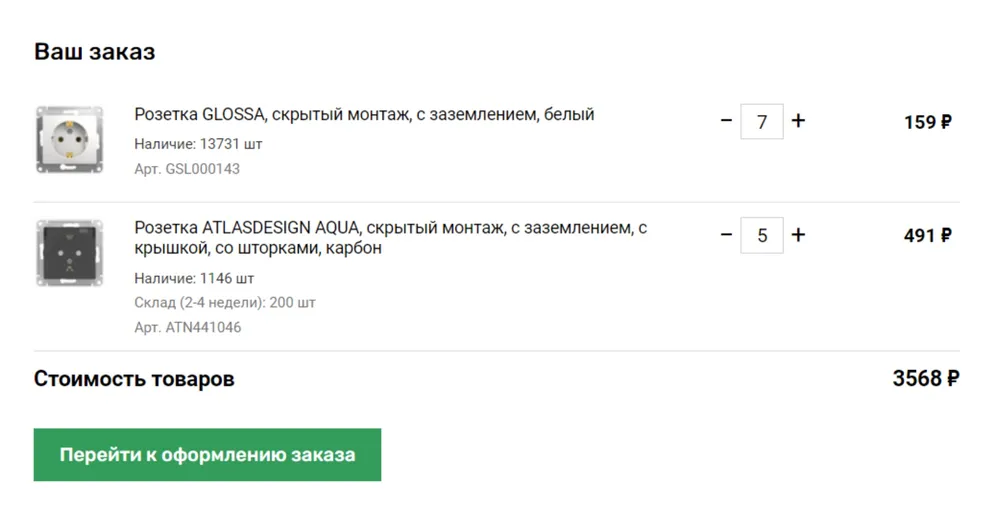 Ваш заказ
Розетка GLOSSA, скрытый монтаж, с заземлением, белый
− 7 + 159 ₽
Наличие: 13731 шт
Арт. GSL000143
Розетка ATLASDESIGN AQUA, скрытый монтаж, с заземлением, с
крышкой, со шторками, карбон
− 5 + 491 ₽
Наличие: 1146 шт
Склад (2-4 недели): 200 шт
Арт. ATN441046
Стоимость товаров 3568 ₽
Перейти к оформлению заказа